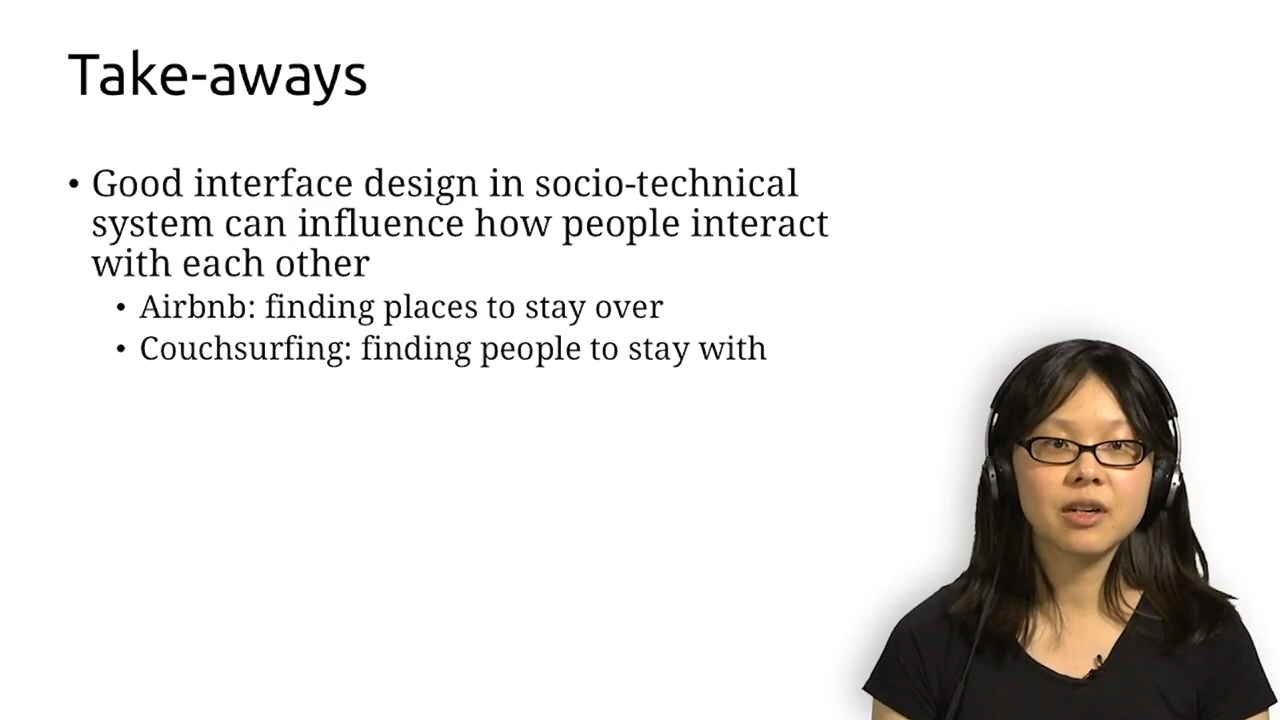 Take-aways
• Good interface design in socio-technical
system can influence how people interact
with each other
• Airbnb: finding places to stay over
• Couchsurfing: finding people to stay with